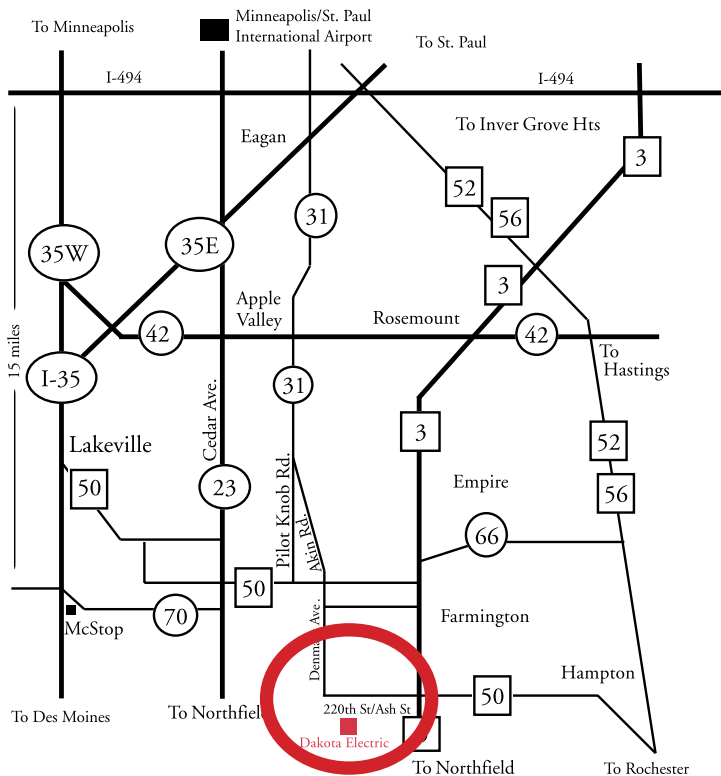 To Minneapolis
Minneapolis/St. Paul
International Airport
To St. Paul
I-494
I-494
To Inver Grove Hts
Eagan
3
52
56
31
35W
35E
3
Apple
Valley
Rosemount
42
42
To
Hastings
15 miles
I-35
31
Cedar Ave.
3
Lakeville
52
50
23
Empire
56
Pilot Knob Rd.
Akin Rd.
66
50
70
McStop
Farmington
Hampton
50
220th St/Ash St
To Des Moines
To Northfield
Dakota Electric
To Northfield
To Rochester